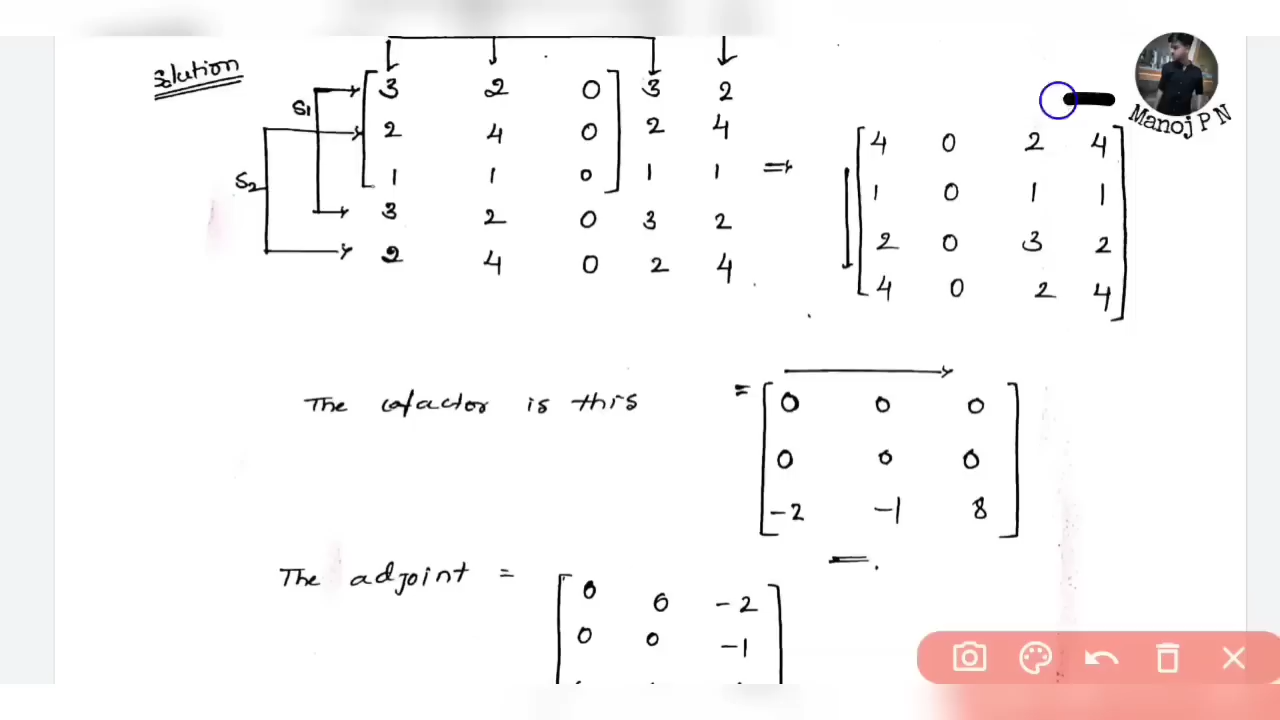 Solution
S1
S2
[3 2 0] 3 2
2 4 0 2 4
1 1 0 1 1
3 2 0 3 2
2 4 0 2 4
⇒
[4 0 2 4
1 0 1 1
2 0 3 2
4 0 2 4]
Manoj P N
The cofactor is this =
[0 0 0
0 0 0
-2 -1 8]
The adjoint =
[0 0 -2
0 0 -1